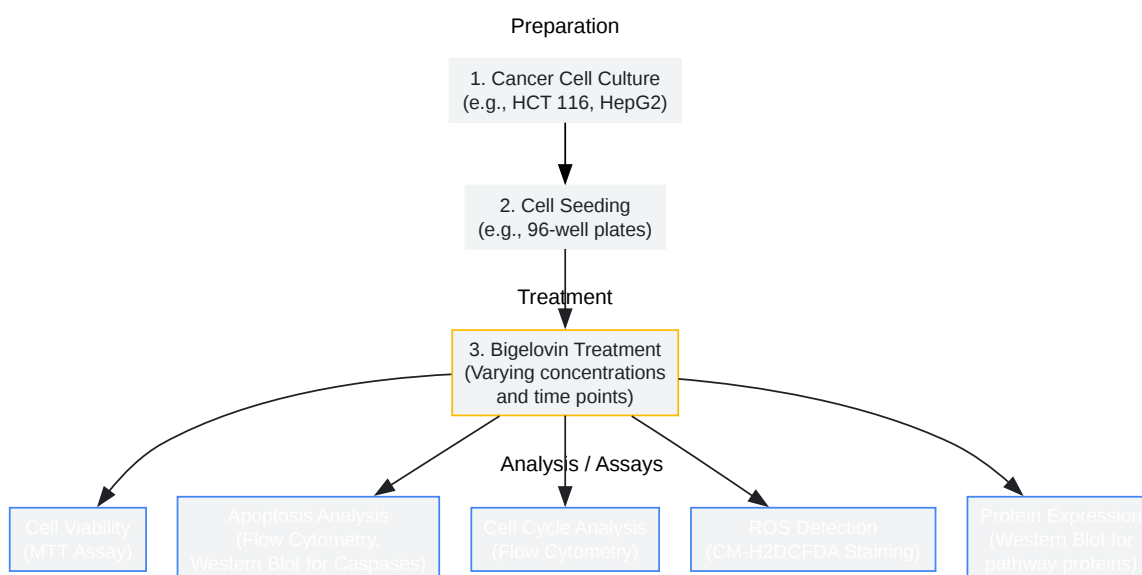 Preparation
1. Cancer Cell Culture
(e.g., HCT 116, HepG2)
2. Cell Seeding
(e.g., 96-well plates)
Treatment
3. Bigelovin Treatment
(Varying concentrations
and time points)
Analysis / Assays
Cell Viability
(MTT Assay)
Apoptosis Analysis
(Flow Cytometry,
Western Blot for Caspases)
Cell Cycle Analysis
(Flow Cytometry)
ROS Detection
(CM-H2DCFDA Staining)
Protein Expression
(Western Blot for
pathway proteins)